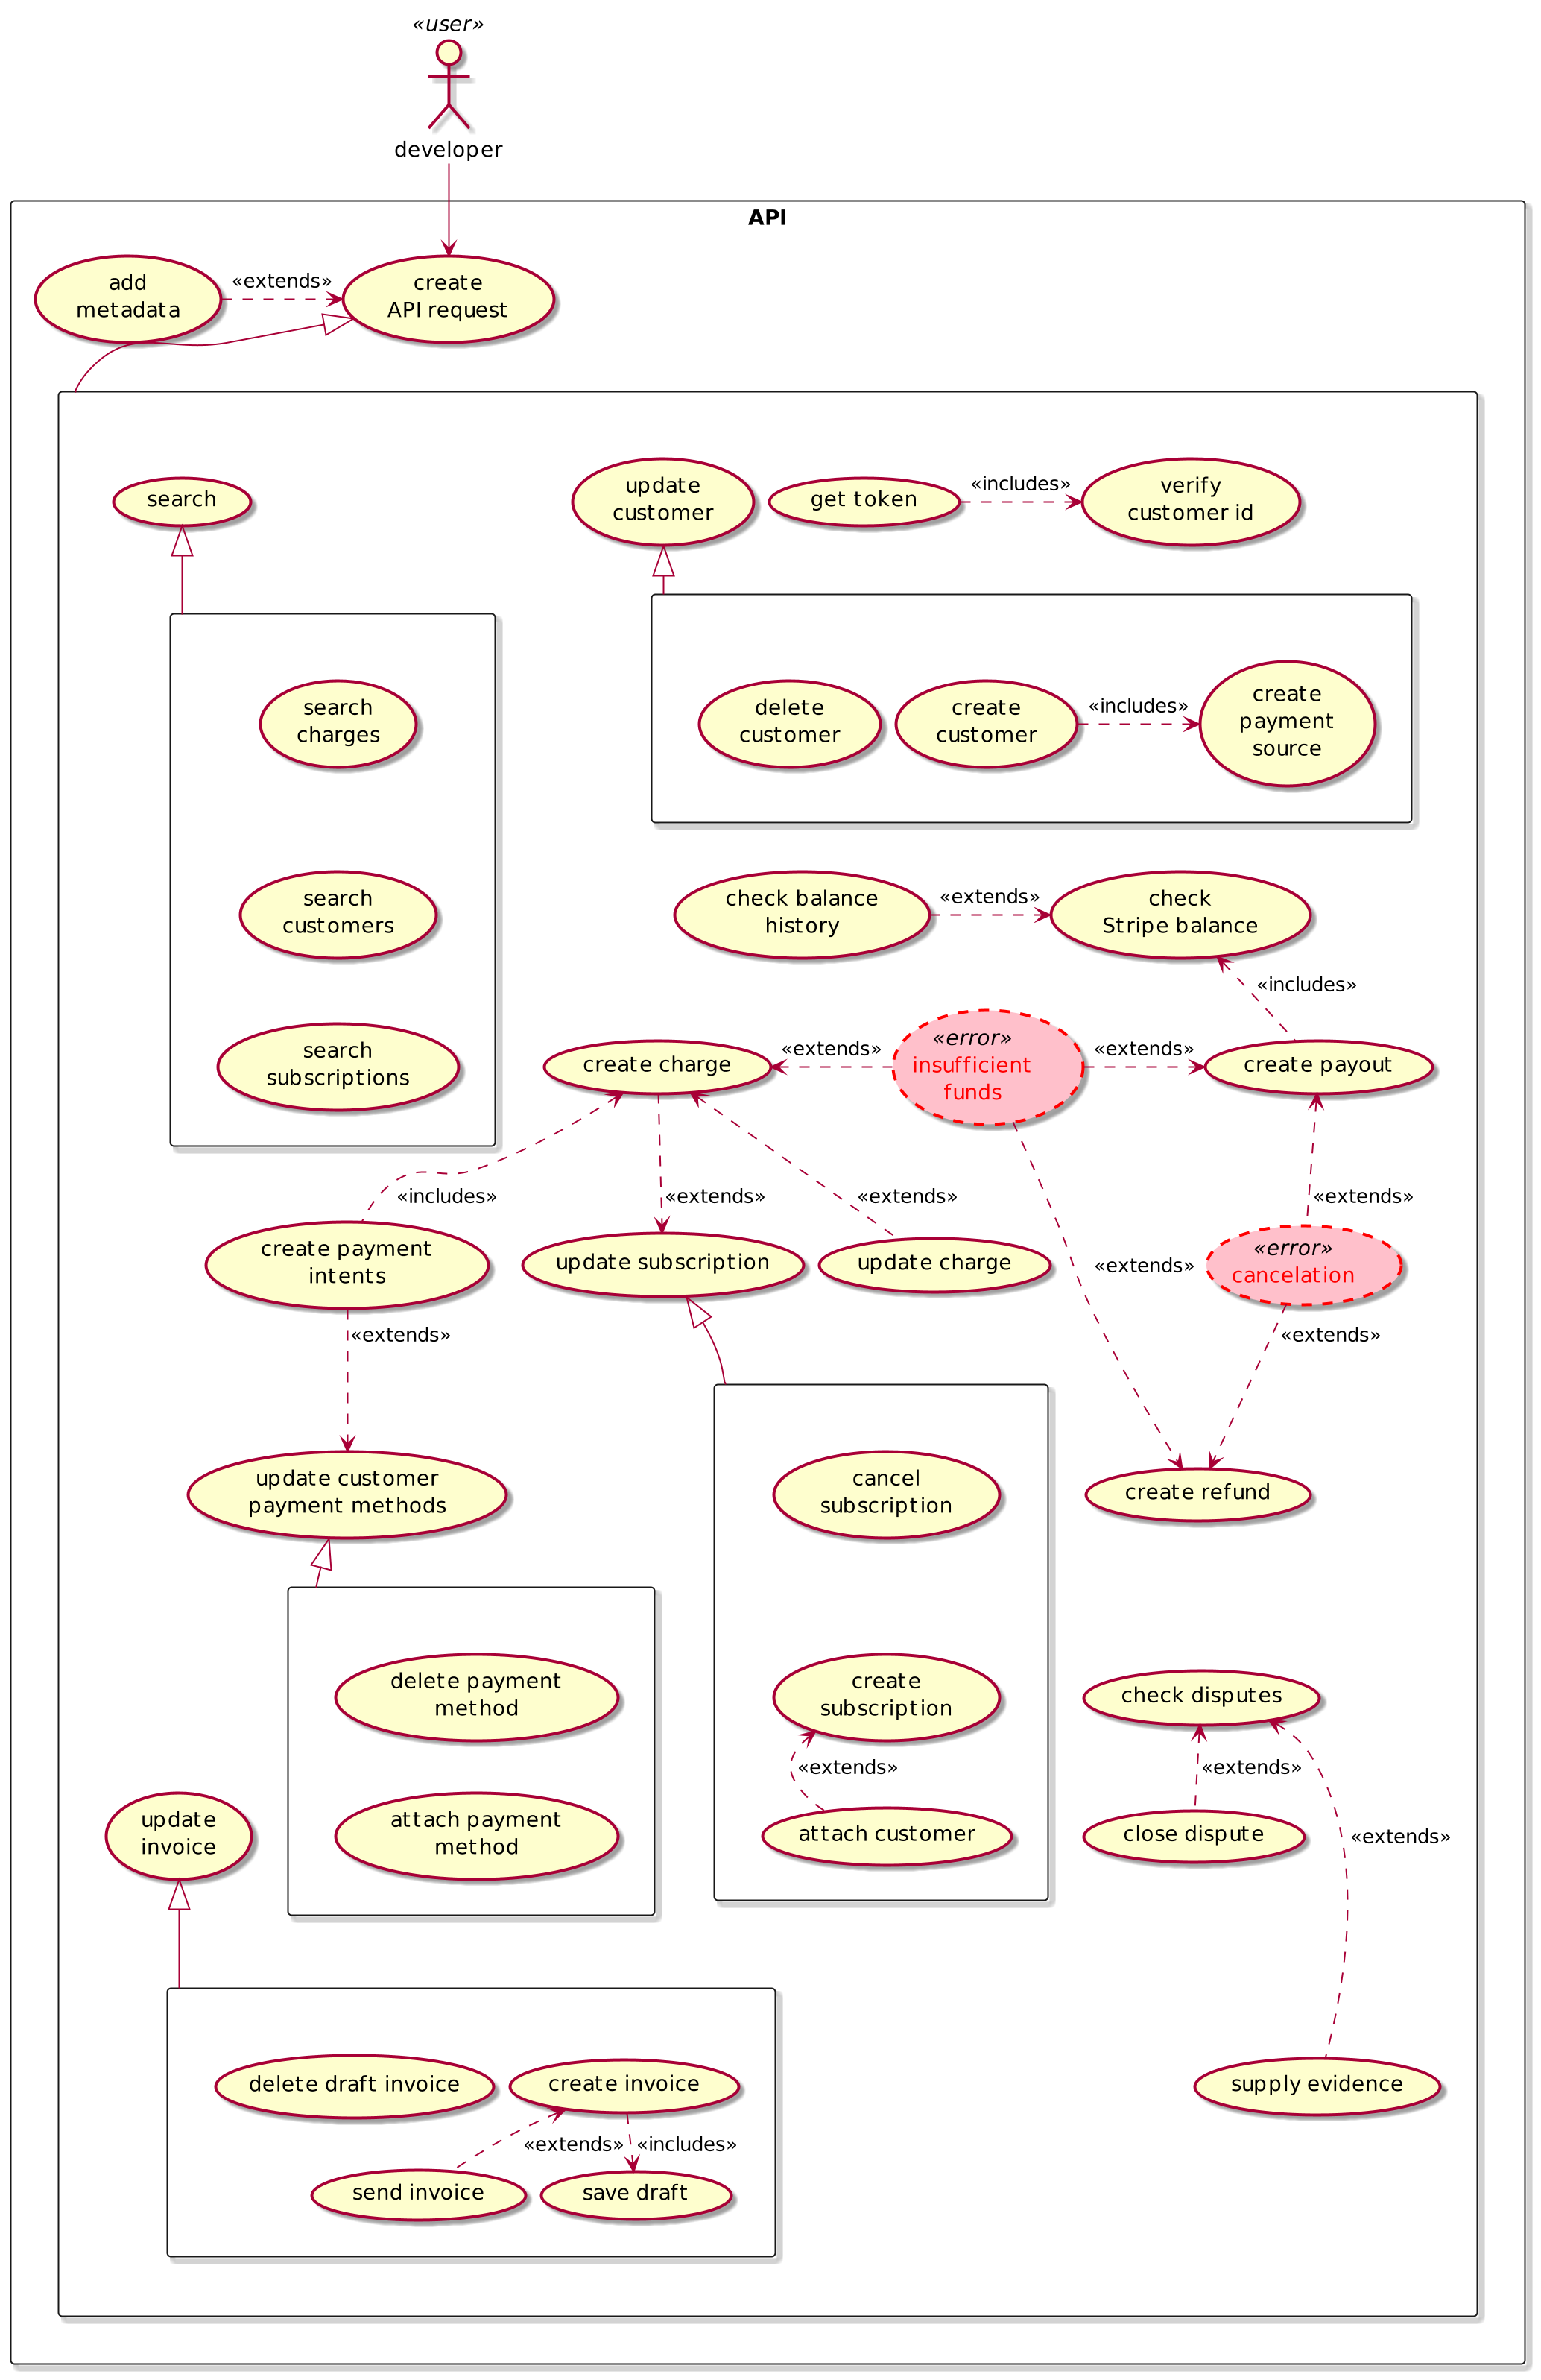 «user»
developer
API
add
metadata
«extends»
create
API request
search
update
customer
get token
«includes»
verify
customer id
search
charges
search
customers
search
subscriptions
delete
customer
create
customer
«includes»
create
payment
source
check balance
history
«extends»
check
Stripe balance
«includes»
create charge
«extends»
«error»
insufficient
funds
«extends»
create payout
«includes»
«extends»
«extends»
«extends»
create payment
intents
update subscription
update charge
«extends»
«error»
cancelation
«extends»
«extends»
update customer
payment methods
cancel
subscription
create refund
delete payment
method
create
subscription
check disputes
«extends»
«extends»
update
invoice
attach payment
method
attach customer
close dispute
«extends»
delete draft invoice
create invoice
supply evidence
«extends»
«includes»
send invoice
save draft